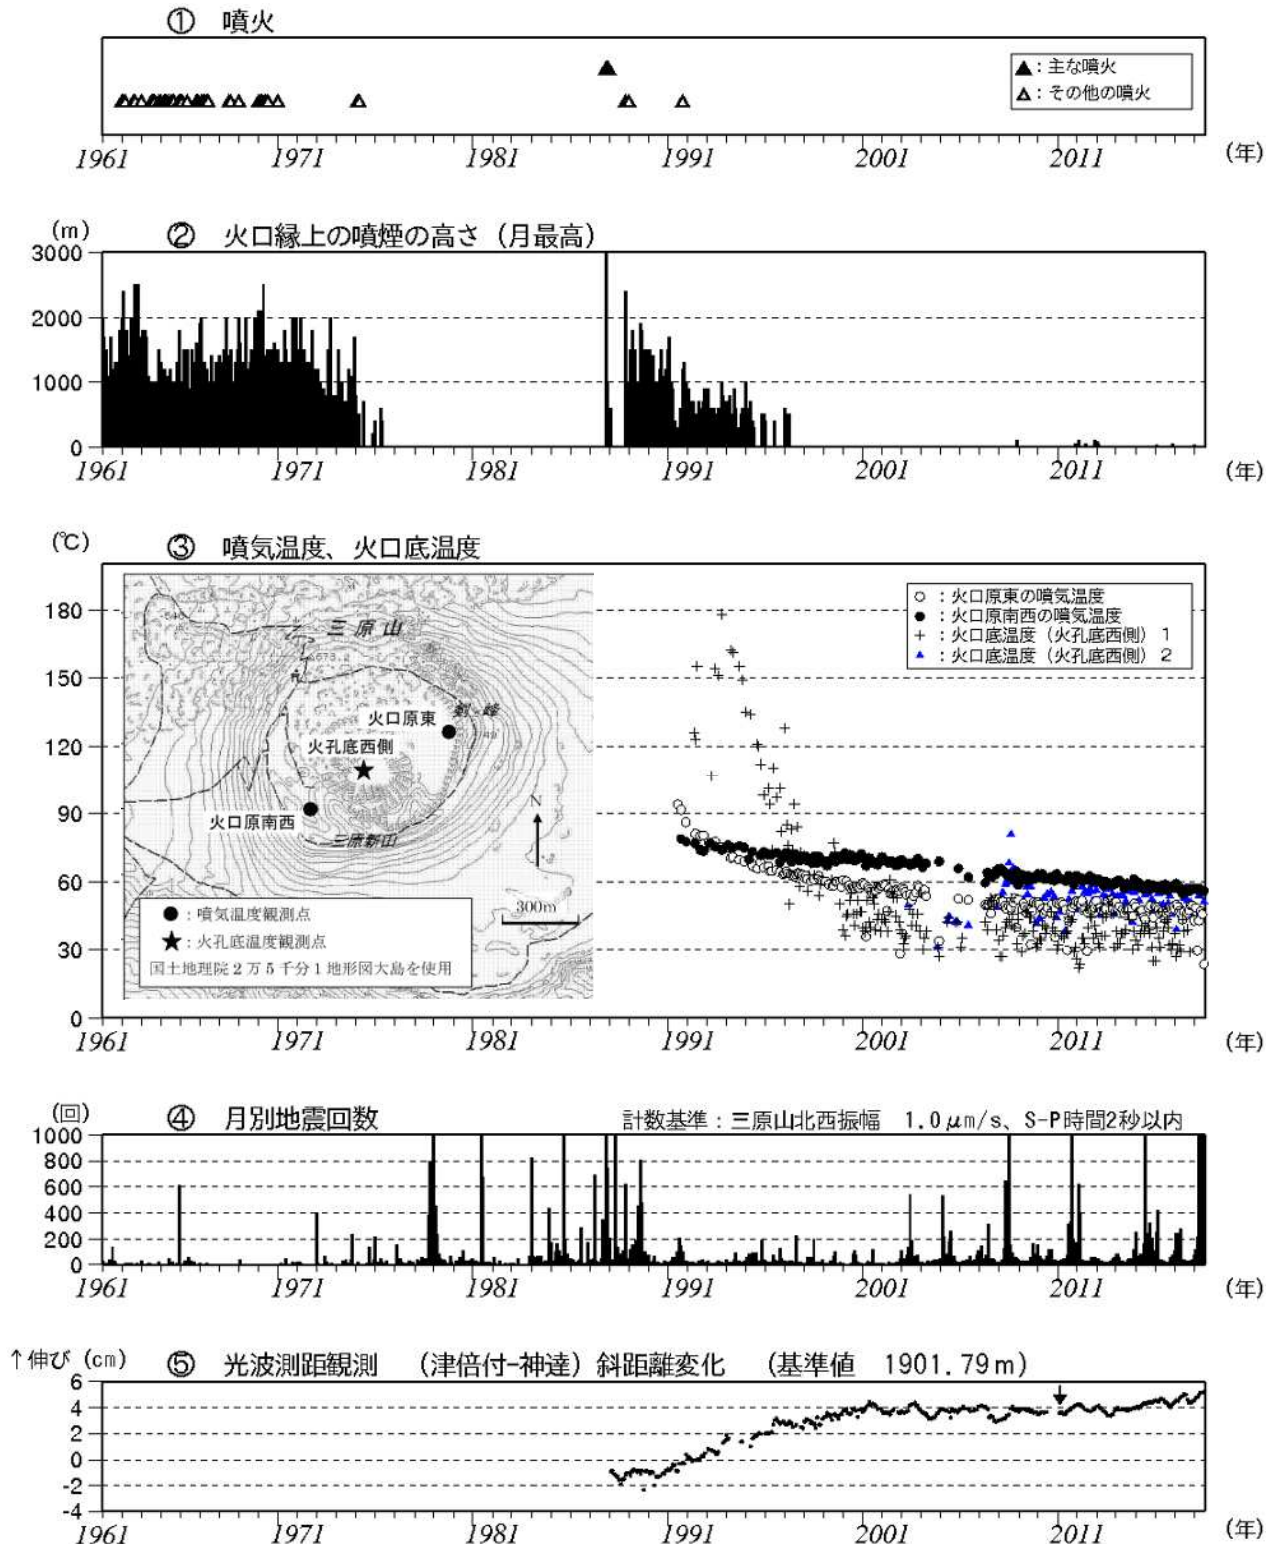 ① 噴火
▲：主な噴火
△：その他の噴火
1961 1971 1981 1991 2001 2011 (年)
(m)
② 火口縁上の噴煙の高さ（月最高）
3000
2000
1000
0
1961 1971 1981 1991 2001 2011 (年)
(℃)
③ 噴気温度、火口底温度
180
150
120
90
60
30
0
○：火口原東の噴気温度
●：火口原南西の噴気温度
+：火口底温度（火孔底西側）1
▲：火口底温度（火孔底西側）2
三原山
剣ヶ峰
火口原東
火孔底西側
火口原南西
三原新山
N
300m
●：噴気温度観測点
★：火孔底温度観測点
国土地理院2万5千分1地形図大島を使用
1961 1971 1981 1991 2001 2011 (年)
(回)
④ 月別地震回数
計数基準：三原山北西振幅 1.0μm/s、S-P時間2秒以内
1000
800
600
400
200
0
1961 1971 1981 1991 2001 2011 (年)
↑伸び (cm)
⑤ 光波測距観測 （津倍付-神達）斜距離変化 （基準値 1901.79m）
6
4
2
0
-2
-4
1961 1971 1981 1991 2001 2011 (年)